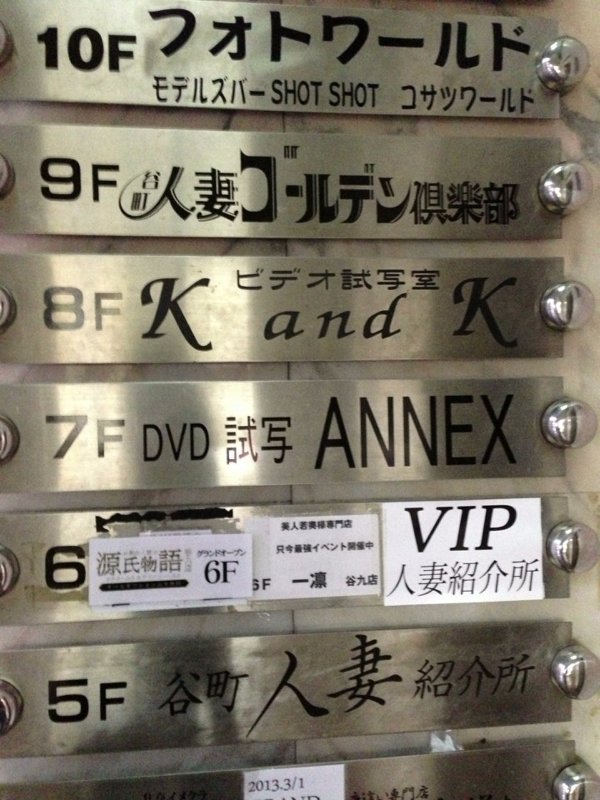 10F フォトワールド
モデルズバー SHOT SHOT コサツワールド
9F 谷町 人妻ゴールデン倶楽部
8F ビデオ試写室
K and K
7F DVD 試写 ANNEX
6
源氏物語 グランドオープン
6F
美人若奥様専門店
只今最強イベント開催中
6F 一凛 谷九店
VIP
人妻紹介所
5F 谷町 人妻 紹介所
2013.3/1